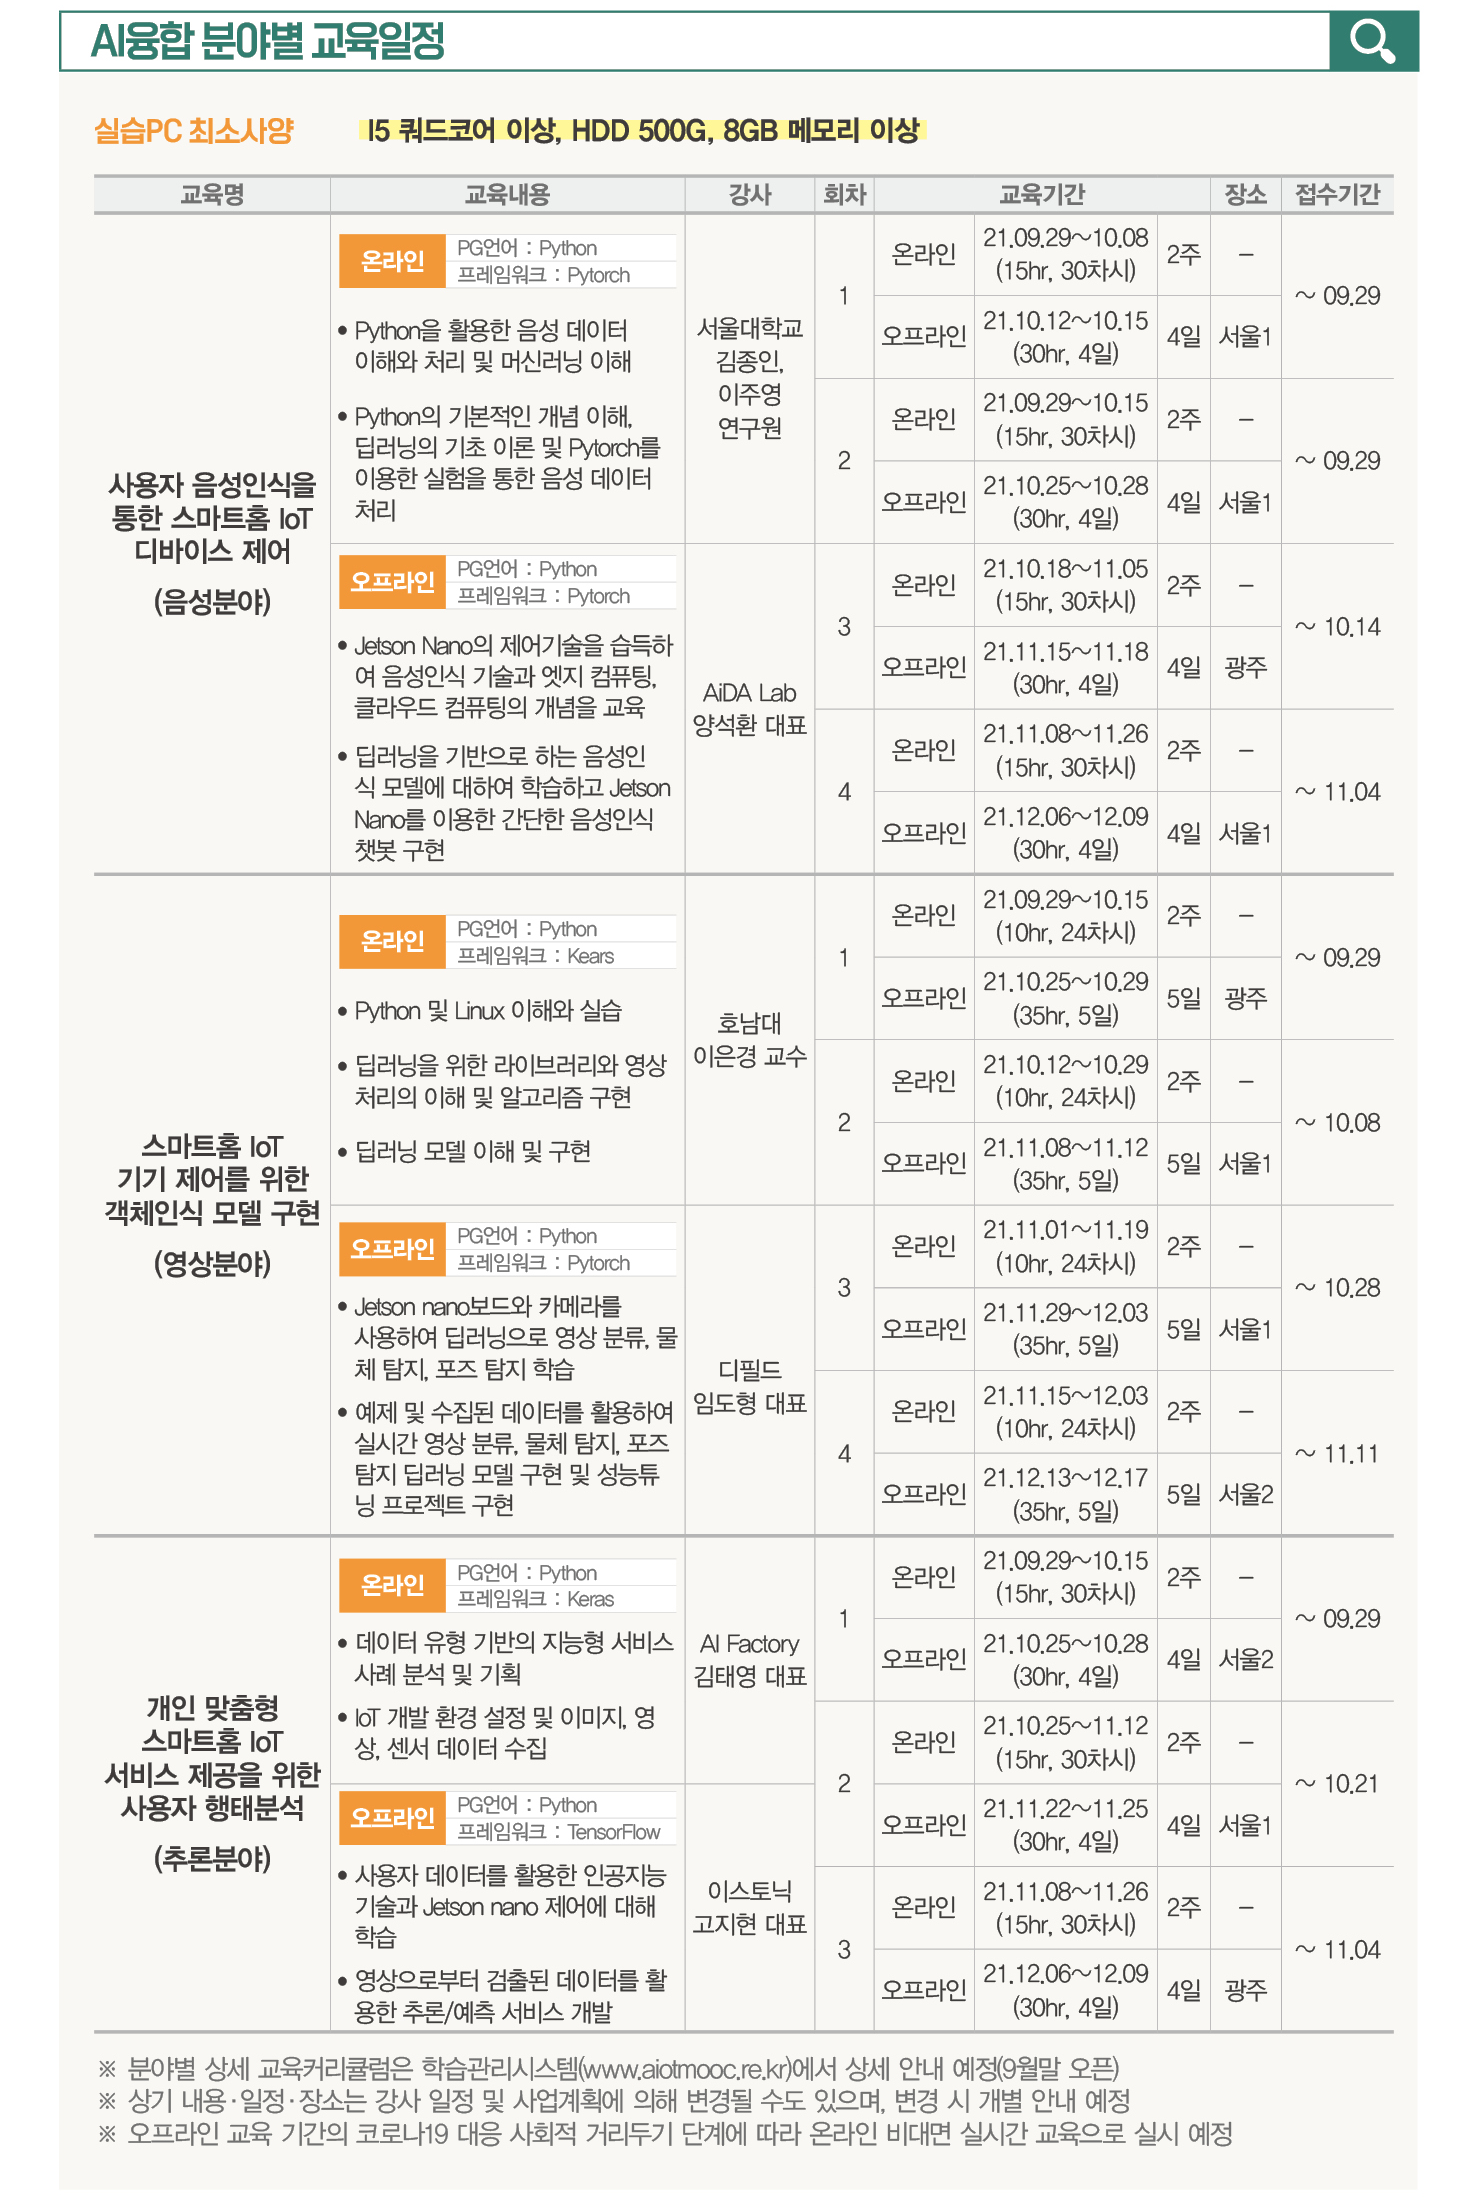 AI융합 분야별 교육일정
실습PC 최소사양 I5 쿼드코어 이상, HDD 500G, 8GB 메모리 이상
교육명 교육내용 강사 회차 교육기간 장소 접수기간
사용자 음성인식을
통한 스마트홈 IoT
디바이스 제어
(음성분야)
온라인
PG언어 : Python
프레임워크 : Pytorch
• Python을 활용한 음성 데이터
이해와 처리 및 머신러닝 이해
• Python의 기본적인 개념 이해,
딥러닝의 기초 이론 및 Pytorch를
이용한 실험을 통한 음성 데이터
처리
오프라인
PG언어 : Python
프레임워크 : Pytorch
• Jetson Nano의 제어기술을 습득하
여 음성인식 기술과 엣지 컴퓨팅,
클라우드 컴퓨팅의 개념을 교육
• 딥러닝을 기반으로 하는 음성인
식 모델에 대하여 학습하고 Jetson
Nano를 이용한 간단한 음성인식
챗봇 구현
서울대학교
김종인,
이주영
연구원
AiDA Lab
양석환 대표
1
온라인 21.09.29~10.08 2주 –
(15hr, 30차시)
오프라인 21.10.12~10.15 4일 서울1
(30hr, 4일)
~ 09.29
2
온라인 21.09.29~10.15 2주 –
(15hr, 30차시)
오프라인 21.10.25~10.28 4일 서울1
(30hr, 4일)
~ 09.29
3
온라인 21.10.18~11.05 2주 –
(15hr, 30차시)
오프라인 21.11.15~11.18 4일 광주
(30hr, 4일)
~ 10.14
4
온라인 21.11.08~11.26 2주 –
(15hr, 30차시)
오프라인 21.12.06~12.09 4일 서울1
(30hr, 4일)
~ 11.04
스마트홈 IoT
기기 제어를 위한
객체인식 모델 구현
(영상분야)
온라인
PG언어 : Python
프레임워크 : Kears
• Python 및 Linux 이해와 실습
• 딥러닝을 위한 라이브러리와 영상
처리의 이해 및 알고리즘 구현
• 딥러닝 모델 이해 및 구현
오프라인
PG언어 : Python
프레임워크 : Pytorch
• Jetson nano보드와 카메라를
사용하여 딥러닝으로 영상 분류, 물
체 탐지, 포즈 탐지 학습
• 예제 및 수집된 데이터를 활용하여
실시간 영상 분류, 물체 탐지, 포즈
탐지 딥러닝 모델 구현 및 성능튜
닝 프로젝트 구현
호남대
이은경 교수
디필드
임도형 대표
1
온라인 21.09.29~10.15 2주 –
(10hr, 24차시)
오프라인 21.10.25~10.29 5일 광주
(35hr, 5일)
~ 09.29
2
온라인 21.10.12~10.29 2주 –
(10hr, 24차시)
오프라인 21.11.08~11.12 5일 서울1
(35hr, 5일)
~ 10.08
3
온라인 21.11.01~11.19 2주 –
(10hr, 24차시)
오프라인 21.11.29~12.03 5일 서울1
(35hr, 5일)
~ 10.28
4
온라인 21.11.15~12.03 2주 –
(10hr, 24차시)
오프라인 21.12.13~12.17 5일 서울2
(35hr, 5일)
~ 11.11
개인 맞춤형
스마트홈 IoT
서비스 제공을 위한
사용자 행태분석
(추론분야)
온라인
PG언어 : Python
프레임워크 : Keras
• 데이터 유형 기반의 지능형 서비스
사례 분석 및 기획
• IoT 개발 환경 설정 및 이미지, 영
상, 센서 데이터 수집
오프라인
PG언어 : Python
프레임워크 : TensorFlow
• 사용자 데이터를 활용한 인공지능
기술과 Jetson nano 제어에 대해
학습
• 영상으로부터 검출된 데이터를 활
용한 추론/예측 서비스 개발
AI Factory
김태영 대표
이스토닉
고지현 대표
1
온라인 21.09.29~10.15 2주 –
(15hr, 30차시)
오프라인 21.10.25~10.28 4일 서울2
(30hr, 4일)
~ 09.29
2
온라인 21.10.25~11.12 2주 –
(15hr, 30차시)
오프라인 21.11.22~11.25 4일 서울1
(30hr, 4일)
~ 10.21
3
온라인 21.11.08~11.26 2주 –
(15hr, 30차시)
오프라인 21.12.06~12.09 4일 광주
(30hr, 4일)
~ 11.04
※ 분야별 상세 교육커리큘럼은 학습관리시스템(www.aiotmooc.re.kr)에서 상세 안내 예정(9월말 오픈)
※ 상기 내용·일정·장소는 강사 일정 및 사업계획에 의해 변경될 수도 있으며, 변경 시 개별 안내 예정
※ 오프라인 교육 기간의 코로나19 대응 사회적 거리두기 단계에 따라 온라인 비대면 실시간 교육으로 실시 예정